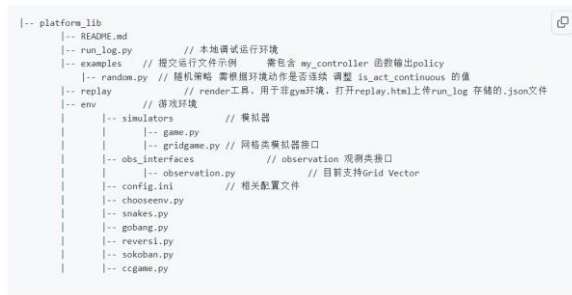 |-- platform_lib
|-- README.md
|-- run_log.py // 本地调试运行环境
|-- examples // 提交运行文件示例 需包含 my_controller 函数输出policy
|-- random.py // 随机策略 需根据环境动作是否连续 调整 is_act_continuous 的值
|-- replay // render工具，用于非gym环境，打开replay.html上传run_log 存储的.json文件
|-- env // 游戏环境
| |-- simulators // 模拟器
| | |-- game.py
| | |-- gridgame.py // 网格类模拟器接口
| |-- obs_interfaces // observation 观测类接口
| | |-- observation.py // 目前支持Grid Vector
| |-- config.ini // 相关配置文件
| |-- chooseenv.py
| |-- snakes.py
| |-- gobang.py
| |-- reversi.py
| |-- sokoban.py
| |-- ccgame.py